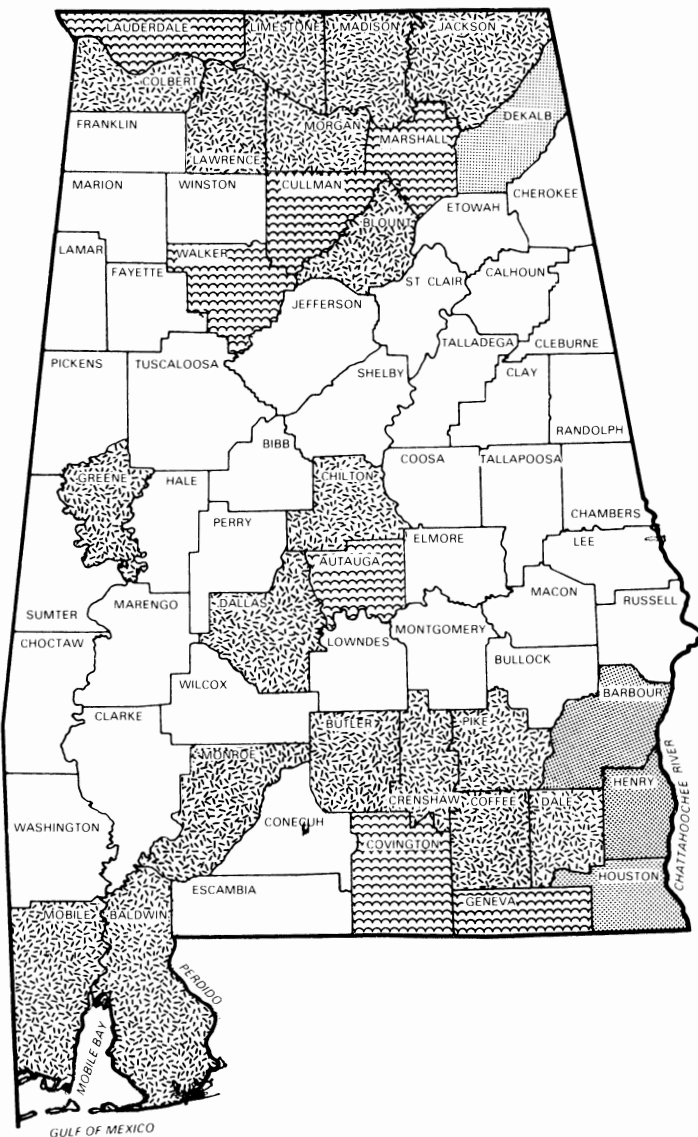 LAUDERDALE
LIMESTONE
MADISON
JACKSON
COLBERT
DEKALB
FRANKLIN
MORGAN
MARSHALL
LAWRENCE
MARION
WINSTON
CULLMAN
CHEROKEE
ETOWAH
BLOUNT
LAMAR
WALKER
FAYETTE
ST CLAIR
CALHOUN
JEFFERSON
TALLADEGA
CLEBURNE
PICKENS
TUSCALOOSA
SHELBY
CLAY
RANDOLPH
BIBB
COOSA
TALLAPOOSA
GREENE
HALE
CHILTON
CHAMBERS
PERRY
ELMORE
LEE
AUTAUGA
MACON
RUSSELL
MARENGO
DALLAS
SUMTER
MONTGOMERY
CHOCTAW
LOWNDES
BULLOCK
WILCOX
BARBOUR
CLARKE
BUTLER
PIKE
MONROE
HENRY
CRENSHAW
COFFEE
DALE
CHATTAHOOCHEE RIVER
CONECUH
WASHINGTON
COVINGTON
HOUSTON
ESCAMBIA
GENEVA
MOBILE
BALDWIN
PERDIDO
MOBILE BAY
GULF OF MEXICO